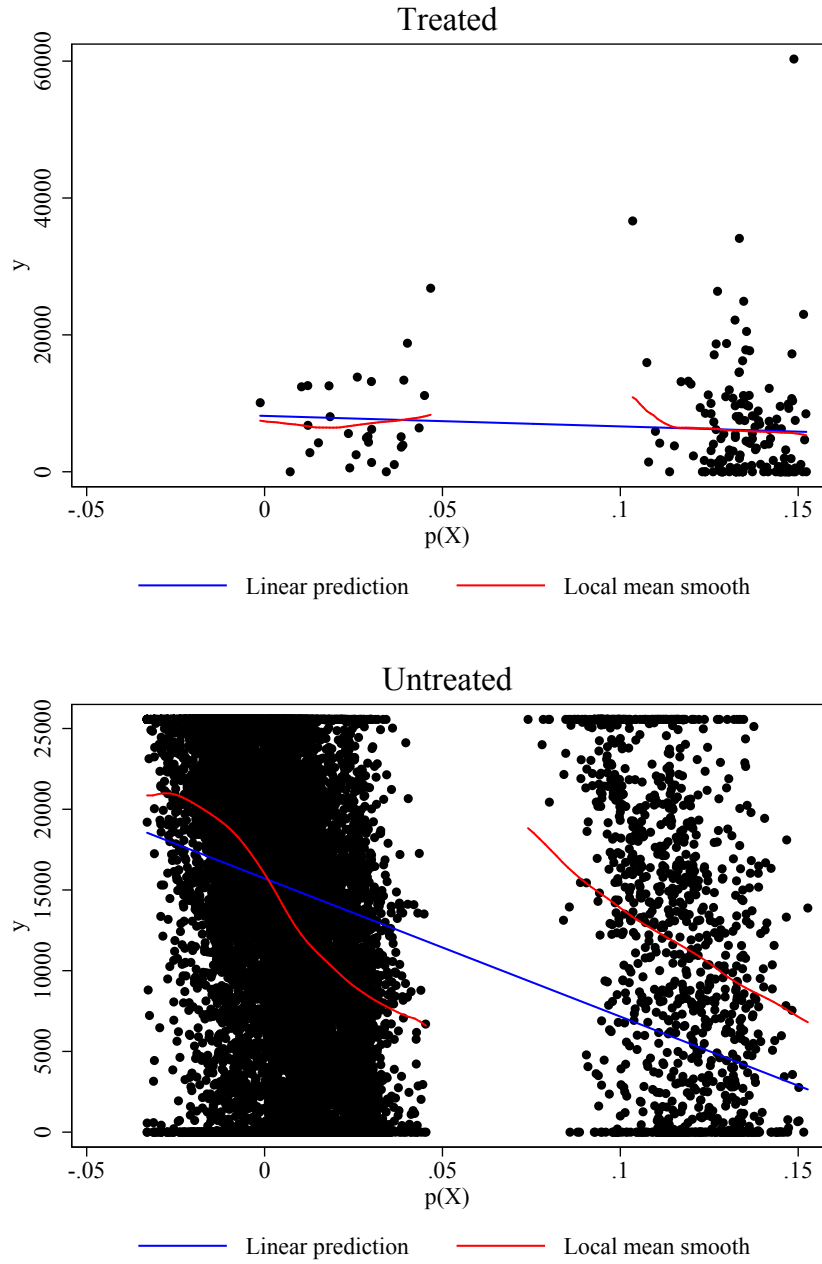 Treated
60000
40000
20000
0
y
-.05 0 .05 .1 .15
p(X)
Linear prediction Local mean smooth
Untreated
25000
20000
15000
10000
5000
0
y
-.05 0 .05 .1 .15
p(X)
Linear prediction Local mean smooth